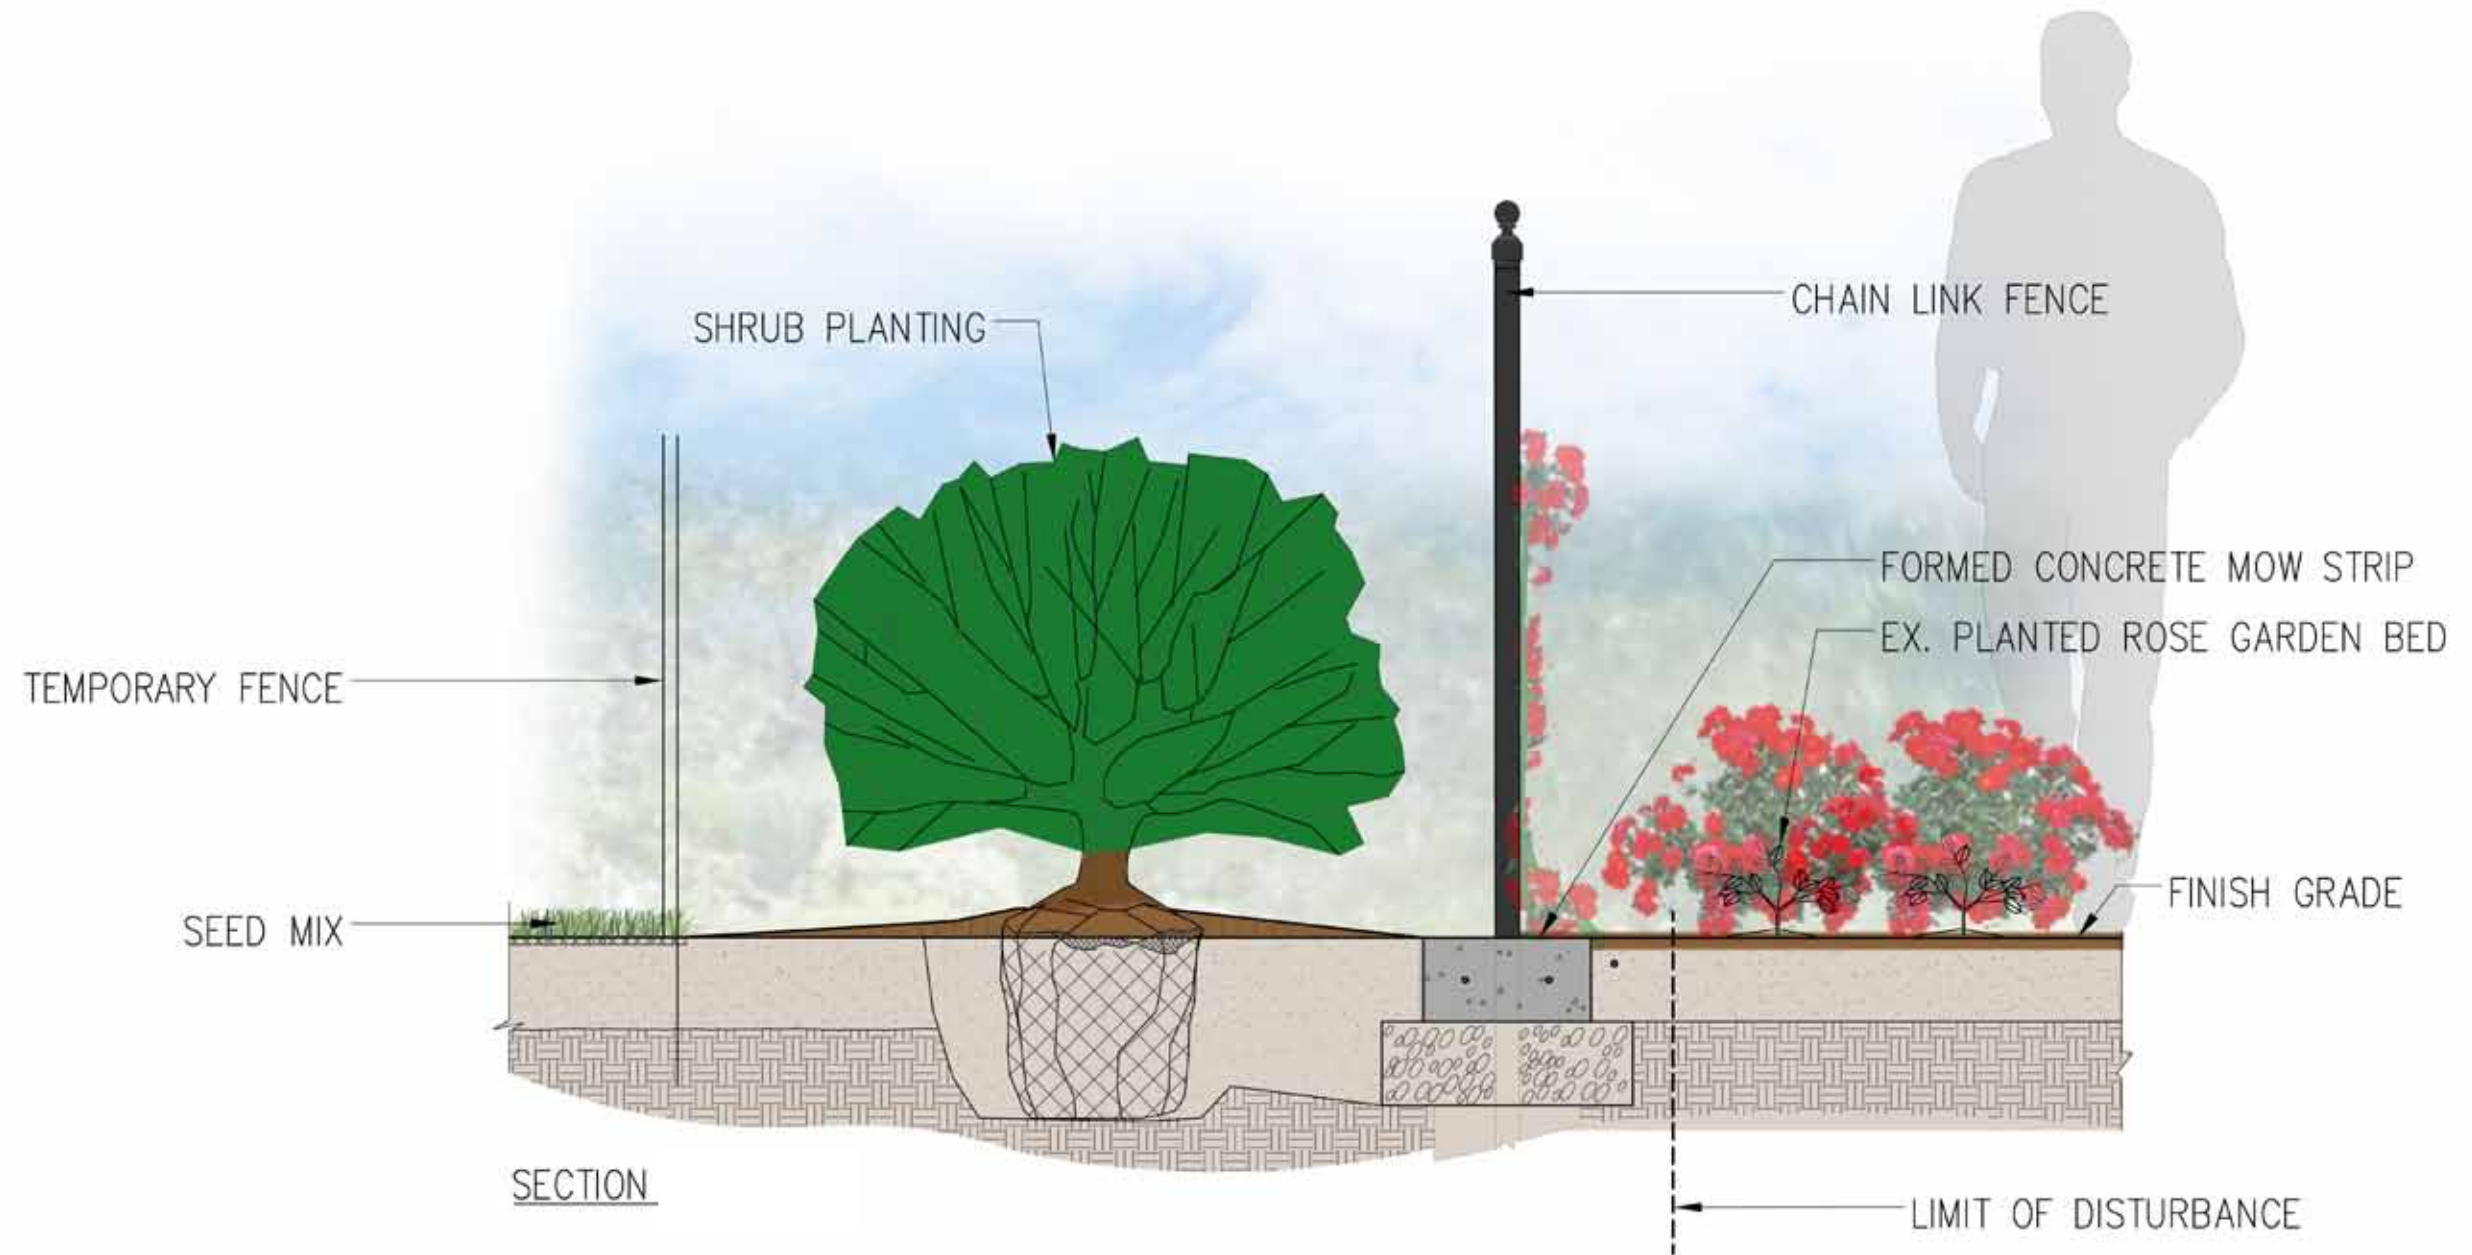 CHAIN LINK FENCE
SHRUB PLANTING
FORMED CONCRETE MOW STRIP
EX. PLANTED ROSE GARDEN BED
TEMPORARY FENCE
FINISH GRADE
SEED MIX
SECTION
LIMIT OF DISTURBANCE